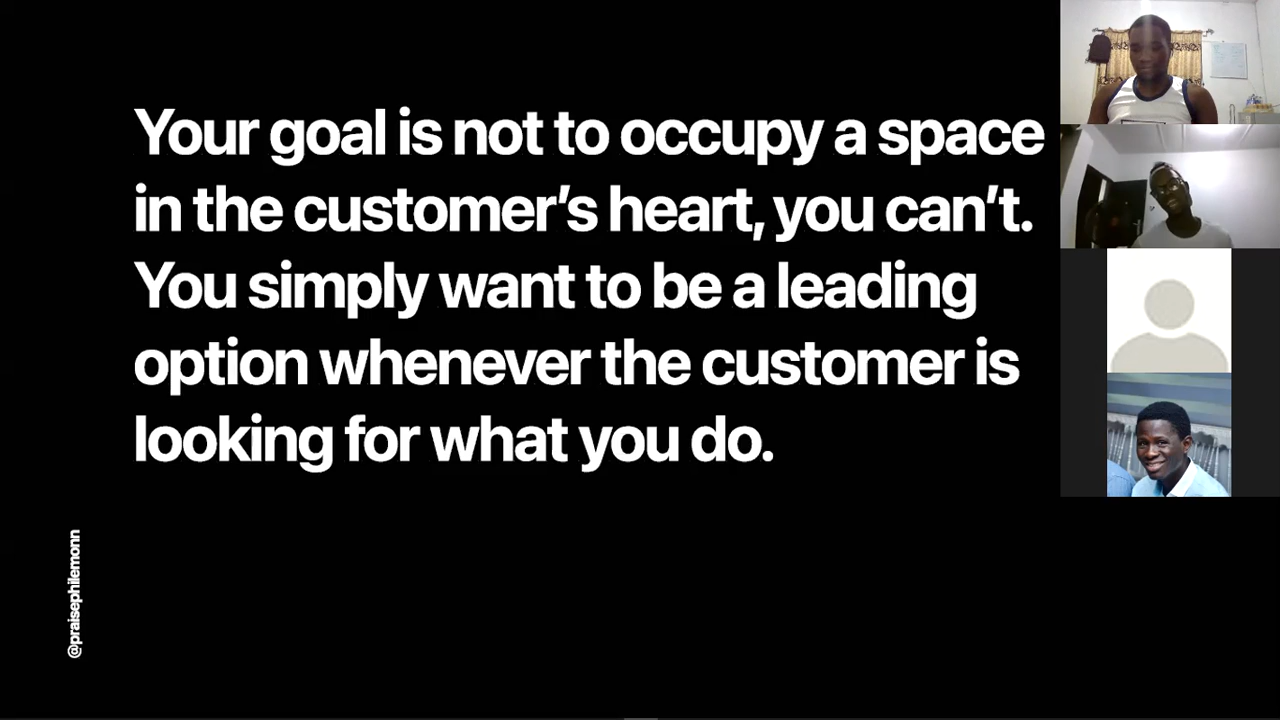 Your goal is not to occupy a space
in the customer’s heart, you can’t.
You simply want to be a leading
option whenever the customer is
looking for what you do.
@praisephilemonn